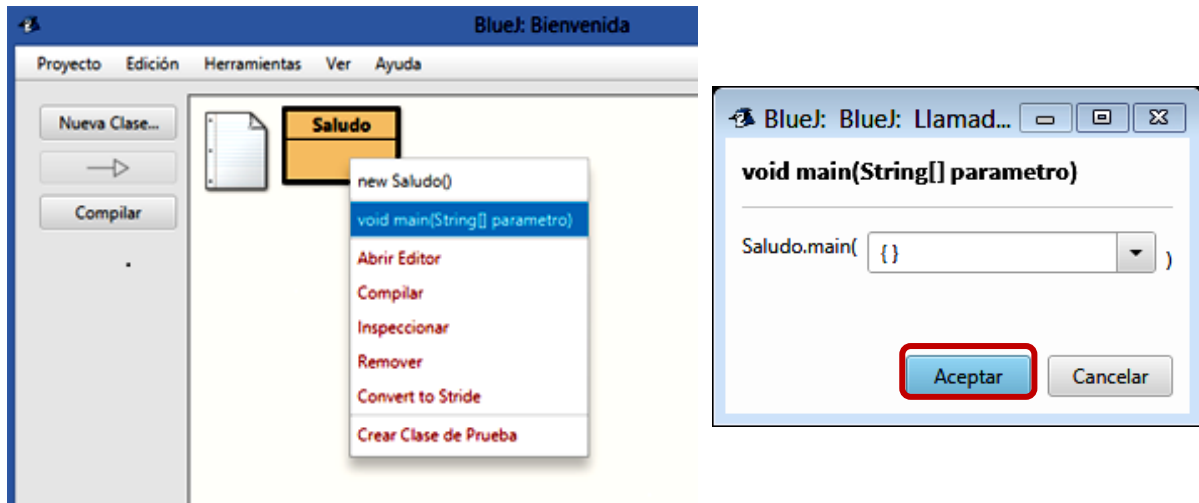 BlueJ: Bienvenida
Proyecto Edición Herramientas Ver Ayuda
Nueva Clase...
Compilar
Saludo
new Saludo()
void main(String[] parametro)
Abrir Editor
Compilar
Inspeccionar
Remover
Convert to Stride
Crear Clase de Prueba
BlueJ: BlueJ: Llamad...
void main(String[] parametro)
Saludo.main( { } )
Aceptar Cancelar